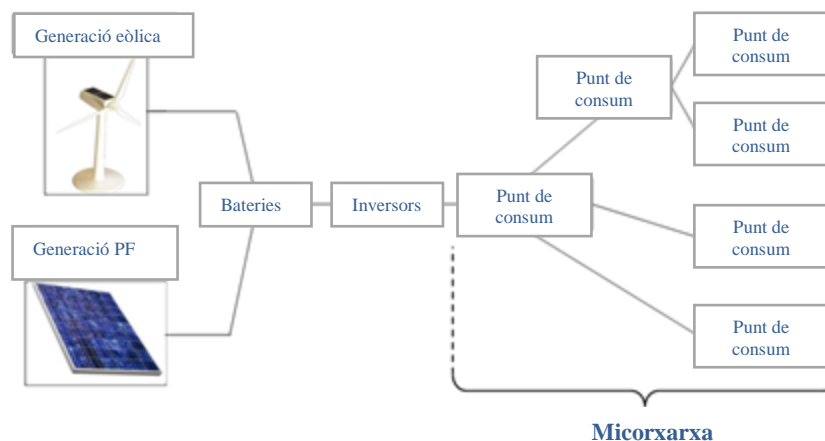 Generació eòlica
Generació PF
Bateries
Inversors
Punt de
consum
Punt de
consum
Punt de
consum
Punt de
consum
Punt de
consum
Punt de
consum
Micorxarxa